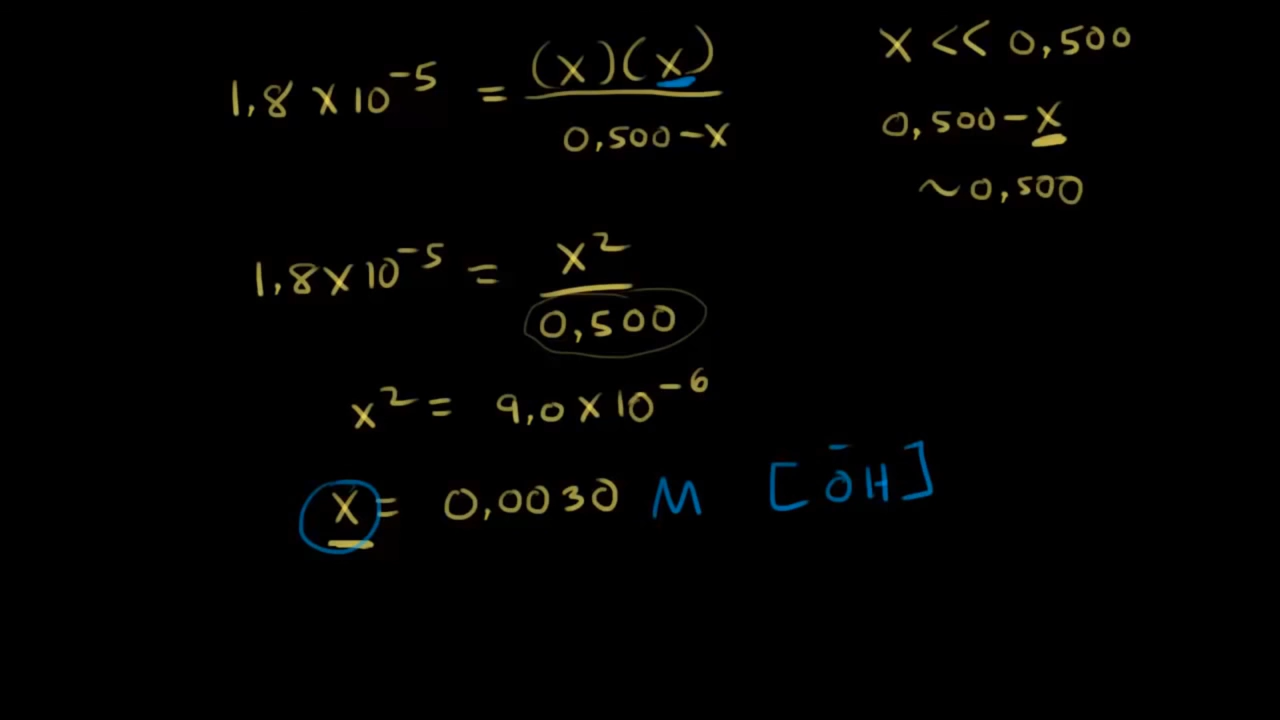 1,8 × 10⁻⁵ = (x)(x) / 0,500 − x
x << 0,500
0,500 − x
~0,500
1,8 × 10⁻⁵ = x² / 0,500
x² = 9,0 × 10⁻⁶
x = 0,0030 M [ŌH]